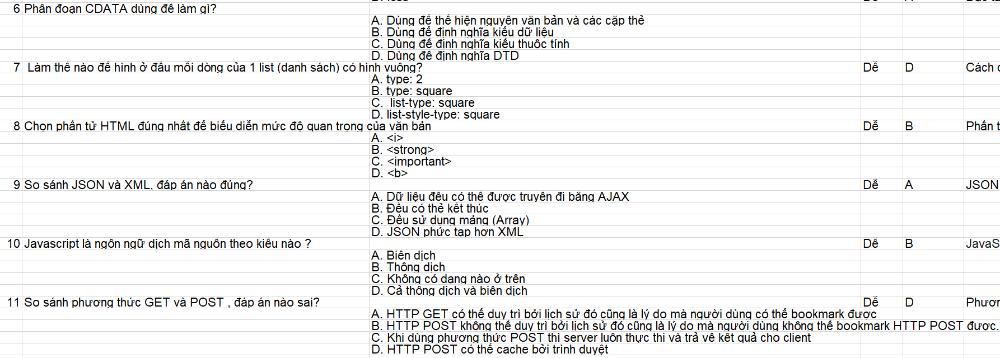 6 Phân đoạn CDATA dùng để làm gì?
A. Dùng để thể hiện nguyên văn bản và các cặp thẻ
B. Dùng để định nghĩa kiểu dữ liệu
C. Dùng để định nghĩa kiểu thuộc tính
D. Dùng để định nghĩa DTD
7 Làm thế nào để hình ở đầu mỗi dòng của 1 list (danh sách) có hình vuông? Dễ D Cách
A. type: 2
B. type: square
C. list-type: square
D. list-style-type: square
8 Chọn phần tử HTML đúng nhất để biểu diễn mức độ quan trọng của văn bản Dễ B Phần t
A. <i>
B. <strong>
C. <important>
D. <b>
9 So sánh JSON và XML, đáp án nào đúng? Dễ A JSON
A. Dữ liệu đều có thể được truyền đi bằng AJAX
B. Đều có thẻ kết thúc
C. Đều sử dụng mảng (Array)
D. JSON phức tạp hơn XML
10 Javascript là ngôn ngữ dịch mã nguồn theo kiểu nào ? Dễ B JavaS
A. Biên dịch
B. Thông dịch
C. Không có dạng nào ở trên
D. Cả thông dịch và biên dịch
11 So sánh phương thức GET và POST , đáp án nào sai? Dễ D Phươn
A. HTTP GET có thể duy trì bởi lịch sử đó cũng là lý do mà người dùng có thể bookmark được
B. HTTP POST không thể duy trì bởi lịch sử đó cũng là lý do mà người dùng không thể bookmark HTTP POST được.
C. Khi dùng phương thức POST thì server luôn thực thi và trả về kết quả cho client
D. HTTP POST có thể cache bởi trình duyệt